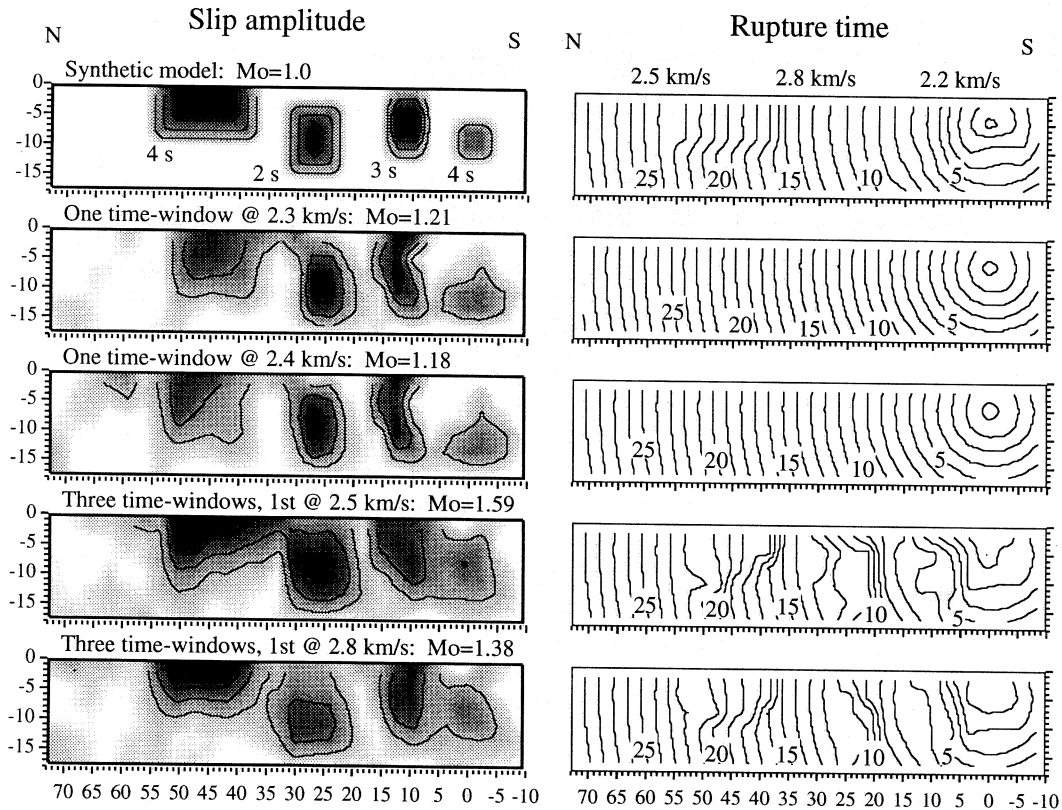 Slip amplitude
Rupture time
N S
N S
Synthetic model: Mo=1.0
2.5 km/s 2.8 km/s 2.2 km/s
0
-5
-10
-15
4 s 2 s 3 s 4 s
25 20 15 10 5
One time-window @ 2.3 km/s: Mo=1.21
0
-5
-10
-15
25 20 15 10 5
One time-window @ 2.4 km/s: Mo=1.18
0
-5
-10
-15
25 20 15 10 5
Three time-windows, 1st @ 2.5 km/s: Mo=1.59
0
-5
-10
-15
25 20 15 10 5
Three time-windows, 1st @ 2.8 km/s: Mo=1.38
0
-5
-10
-15
25 20 15 10 5
70 65 60 55 50 45 40 35 30 25 20 15 10 5 0 -5 -10
70 65 60 55 50 45 40 35 30 25 20 15 10 5 0 -5 -10